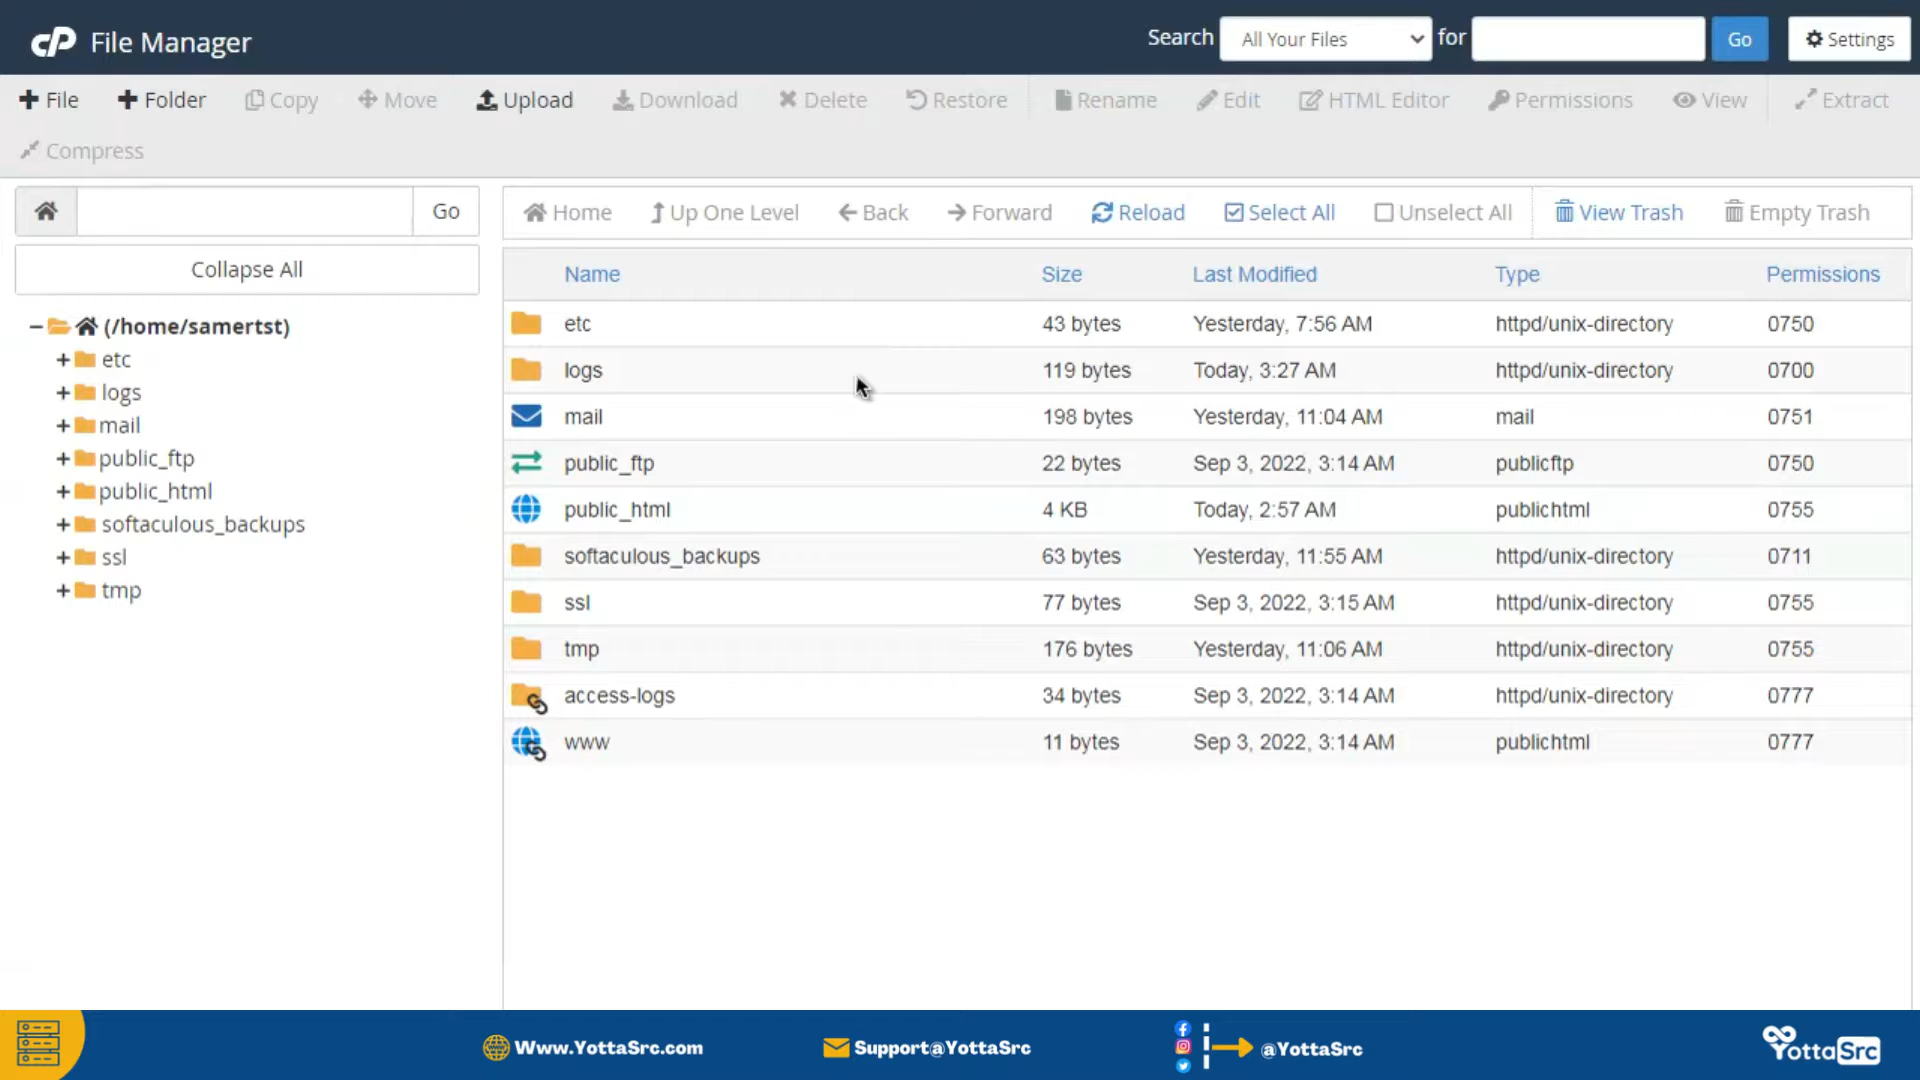 cP File Manager
Search All Your Files for Go Settings
File Folder Copy Move Upload Download Delete Restore Rename Edit HTML Editor Permissions View Extract
Compress
Go
Collapse All
(/home/samertst)
etc
logs
mail
public_ftp
public_html
softaculous_backups
ssl
tmp
Home Up One Level Back Forward Reload Select All Unselect All View Trash Empty Trash
Name Size Last Modified Type Permissions
etc 43 bytes Yesterday, 7:56 AM httpd/unix-directory 0750
logs 119 bytes Today, 3:27 AM httpd/unix-directory 0700
mail 198 bytes Yesterday, 11:04 AM mail 0751
public_ftp 22 bytes Sep 3, 2022, 3:14 AM publicftp 0750
public_html 4 KB Today, 2:57 AM publichtml 0755
softaculous_backups 63 bytes Yesterday, 11:55 AM httpd/unix-directory 0711
ssl 77 bytes Sep 3, 2022, 3:15 AM httpd/unix-directory 0755
tmp 176 bytes Yesterday, 11:06 AM httpd/unix-directory 0755
access-logs 34 bytes Sep 3, 2022, 3:14 AM httpd/unix-directory 0777
www 11 bytes Sep 3, 2022, 3:14 AM publichtml 0777
Www.YottaSrc.com Support@YottaSrc @YottaSrc YottaSrc